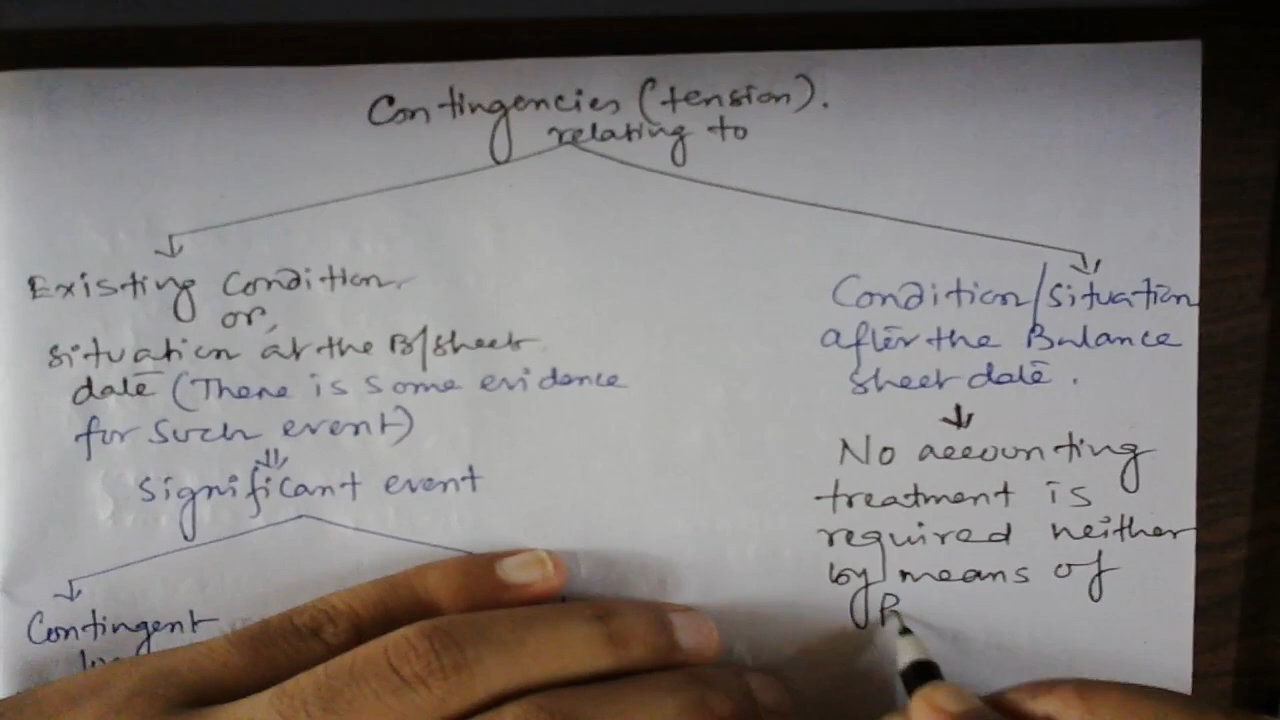 Contingencies (tension).
relating to
Existing Condition
or,
situation at the B/sheet
date (There is some evidence
for such event)
Significant event
Contingent
Condition/situation
after the Balance
sheet date.
No accounting
treatment is
required neither
by means of